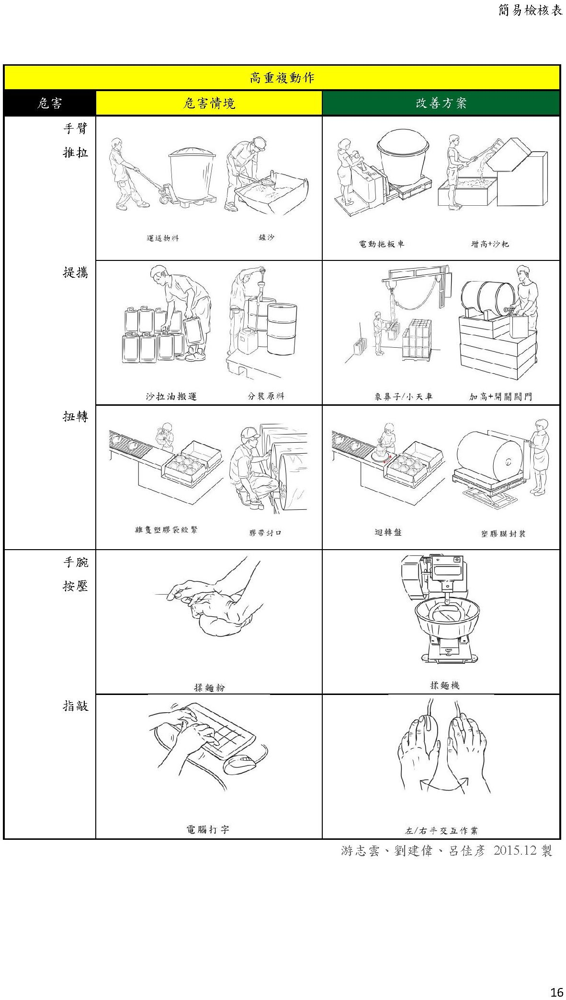 簡易檢核表
高重複動作
危害 危害情境 改善方案
手臂
推拉
運送物料 鏟沙 電動拖板車 增高+沙耙
提攜
沙拉油搬運 分裝原料 象鼻子/小天車 加高+開關閥門
扭轉
雞隻塑膠袋絞緊 膠帶封口 迴轉盤 塑膠膜封裝
手腕
按壓
揉麵粉 揉麵機
指敲
電腦打字 左/右手交互作業
游志雲、劉建偉、呂佳彥 2015.12 製
16